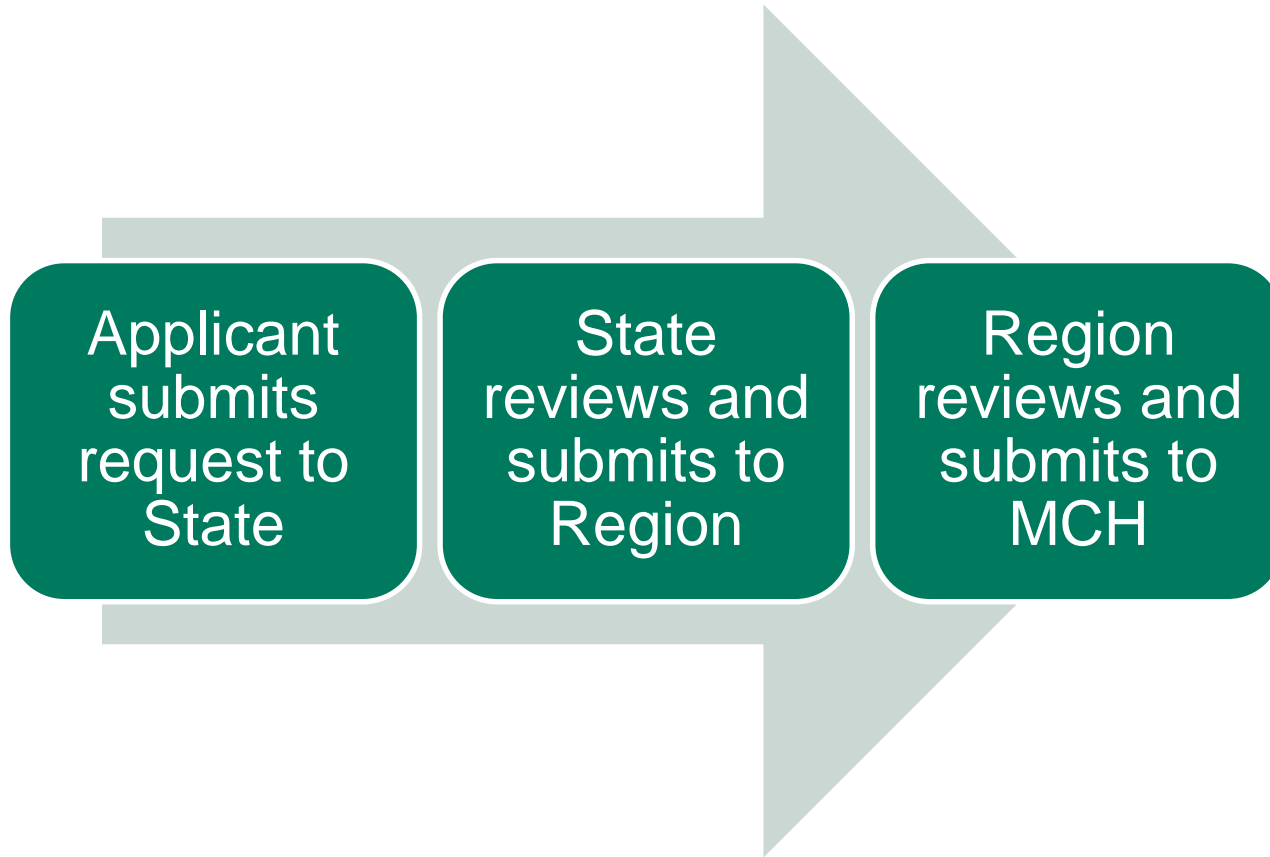 Applicant
submits
request to
State
State
reviews and
submits to
Region
Region
reviews and
submits to
MCH